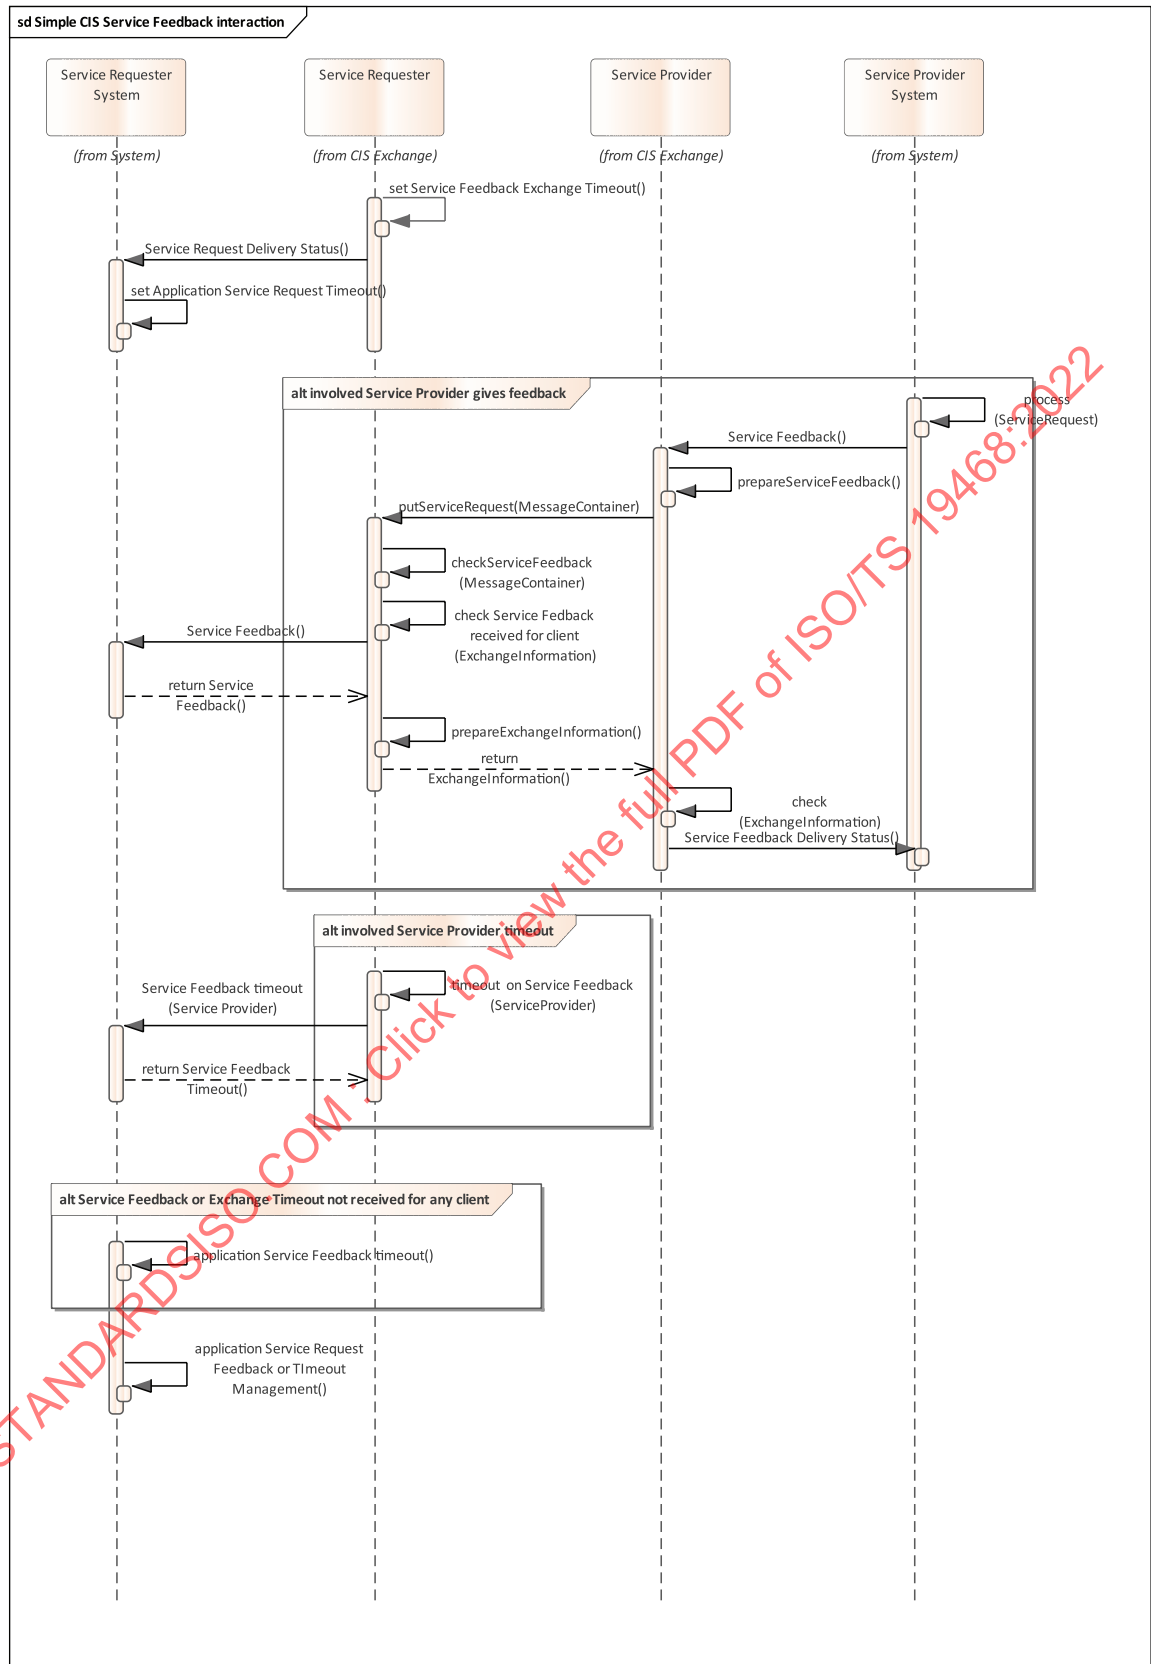 sd Simple CIS Service Feedback interaction
Service Requester
System
Service Requester
Service Provider
Service Provider
System
(from System)
(from CIS Exchange)
(from CIS Exchange)
(from System)
set Service Feedback Exchange Timeout()
Service Request Delivery Status()
set Application Service Request Timeout()
alt involved Service Provider gives feedback
process
(ServiceRequest)
Service Feedback()
prepareServiceFeedback()
putServiceRequest(MessageContainer)
checkServiceFeedback
(MessageContainer)
check Service Fedback
received for client
(ExchangeInformation)
Service Feedback()
return Service
Feedback()
prepareExchangeInformation()
return
ExchangeInformation()
check
(ExchangeInformation)
Service Feedback Delivery Status()
alt involved Service Provider timeout
timeout on Service Feedback
(ServiceProvider)
Service Feedback timeout
(Service Provider)
return Service Feedback
Timeout()
alt Service Feedback or Exchange Timeout not received for any client
application Service Feedback timeout()
application Service Request
Feedback or TImeout
Management()
STANDARDSISO.COM : Click to view the full PDF of ISO/TS 19468:2022